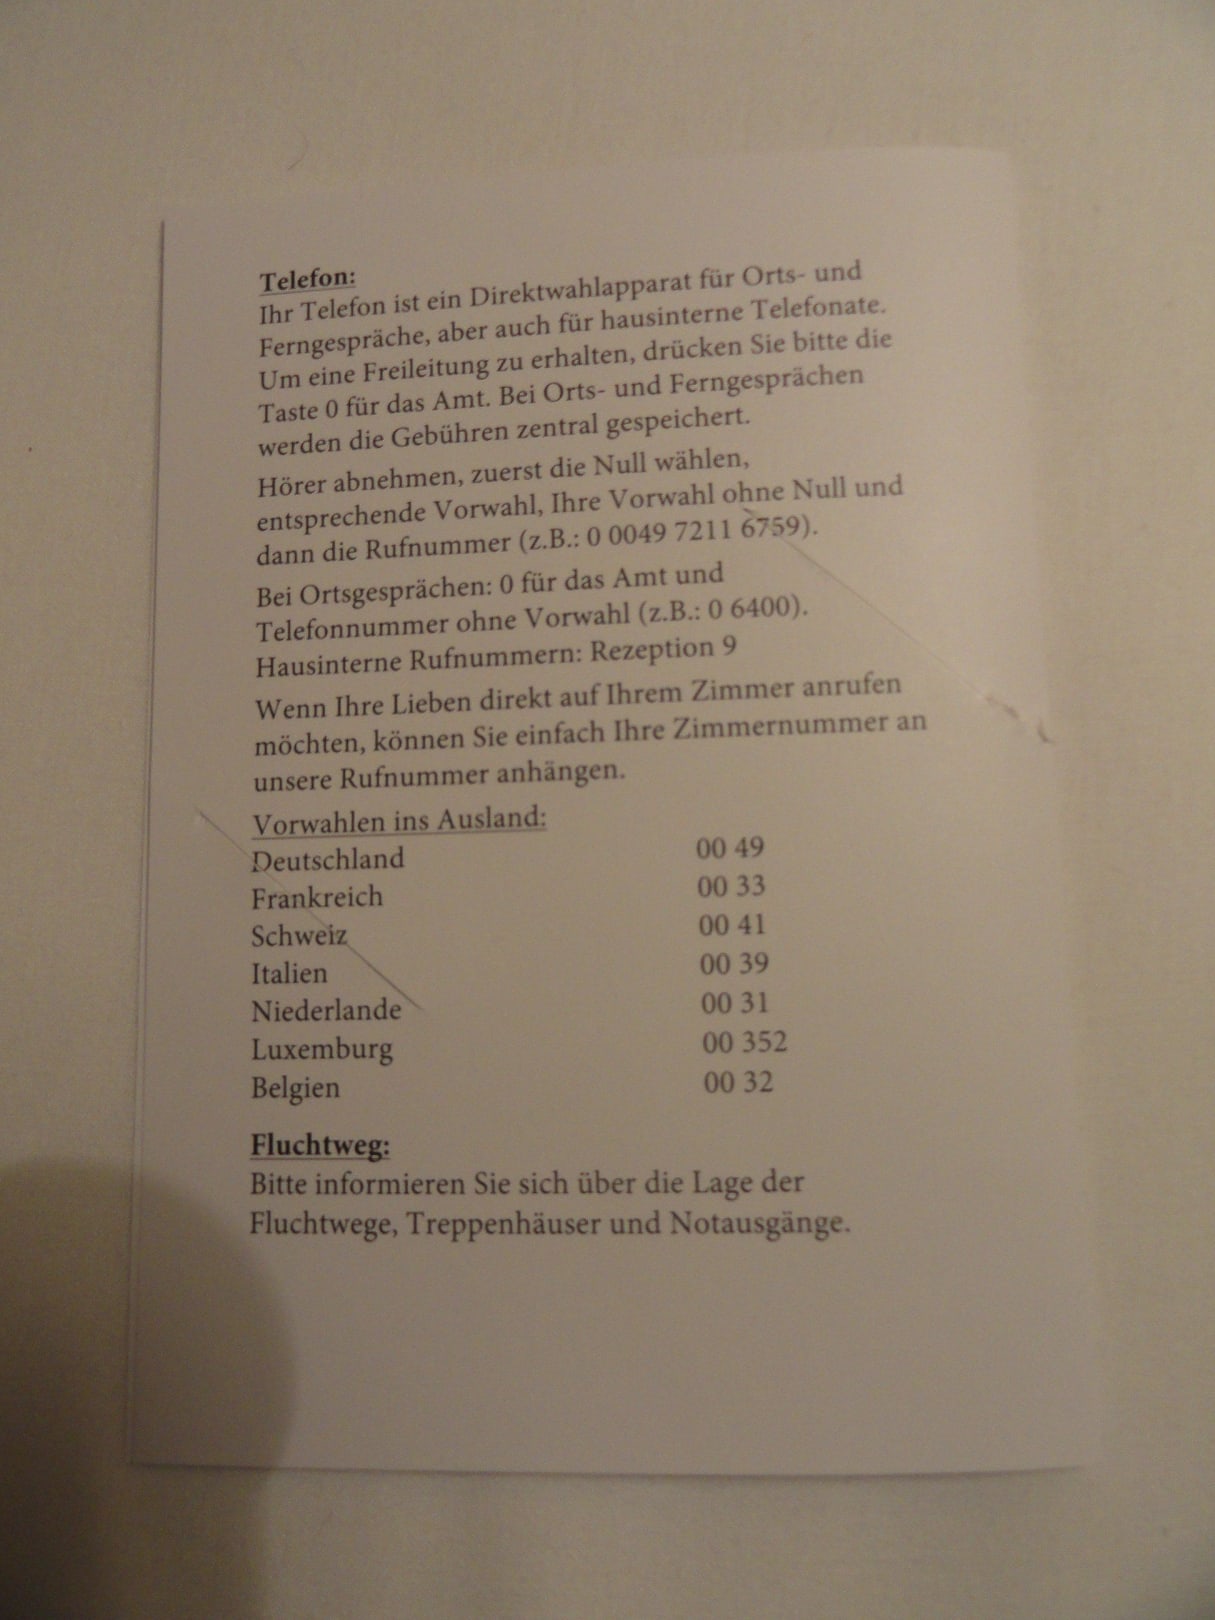 Telefon:
Ihr Telefon ist ein Direktwahlapparat für Orts- und
Ferngespräche, aber auch für hausinterne Telefonate.
Um eine Freileitung zu erhalten, drücken Sie bitte die
Taste 0 für das Amt. Bei Orts- und Ferngesprächen
werden die Gebühren zentral gespeichert.
Hörer abnehmen, zuerst die Null wählen,
entsprechende Vorwahl, Ihre Vorwahl ohne Null und
dann die Rufnummer (z.B.: 0 0049 7211 6759).
Bei Ortsgesprächen: 0 für das Amt und
Telefonnummer ohne Vorwahl (z.B.: 0 6400).
Hausinterne Rufnummern: Rezeption 9
Wenn Ihre Lieben direkt auf Ihrem Zimmer anrufen
möchten, können Sie einfach Ihre Zimmernummer an
unsere Rufnummer anhängen.
Vorwahlen ins Ausland:
Deutschland 00 49
Frankreich 00 33
Schweiz 00 41
Italien 00 39
Niederlande 00 31
Luxemburg 00 352
Belgien 00 32
Fluchtweg:
Bitte informieren Sie sich über die Lage der
Fluchtwege, Treppenhäuser und Notausgänge.